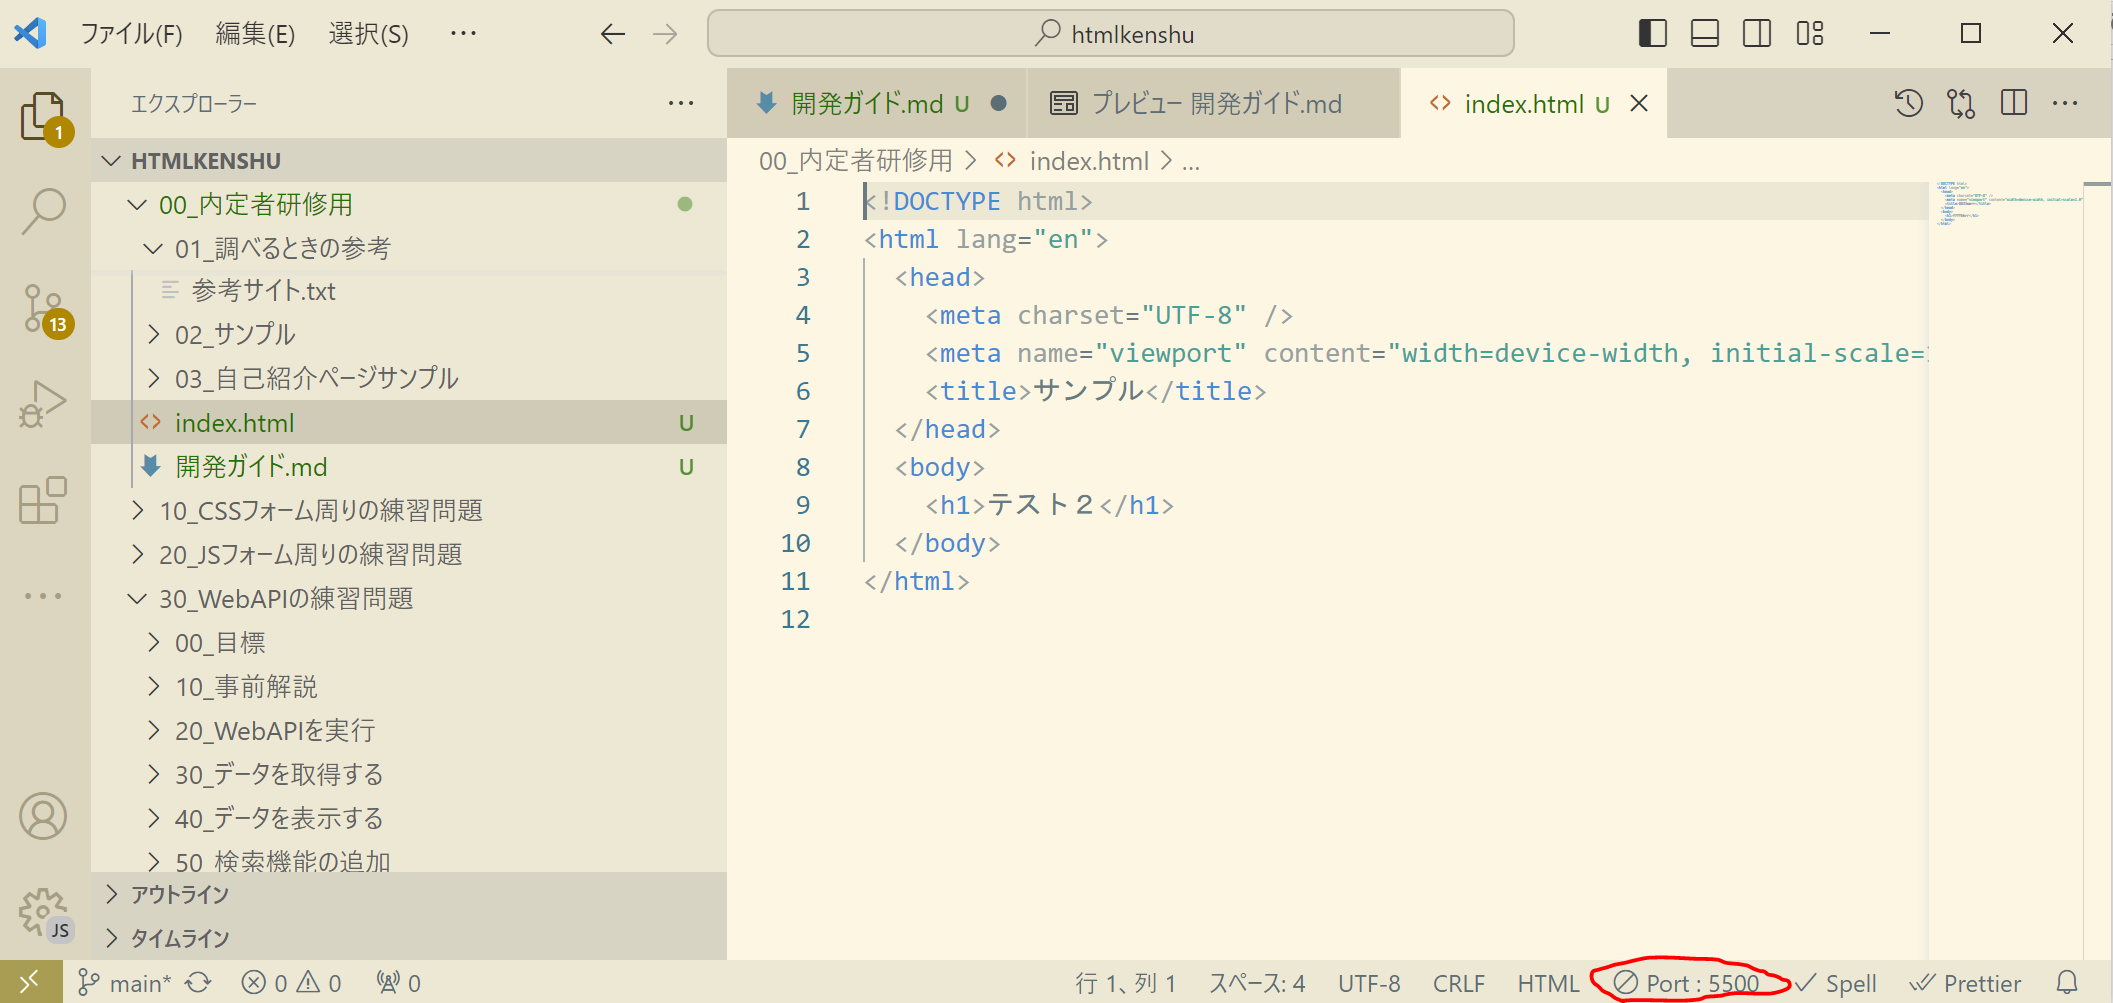 ファイル(F) 編集(E) 選択(S) … htmlkenshu
エクスプローラー
1
13
JS
HTMLKENSHU
00_内定者研修用
01_調べるときの参考
参考サイト.txt
02_サンプル
03_自己紹介ページサンプル
index.html U
開発ガイド.md U
10_CSSフォーム周りの練習問題
20_JSフォーム周りの練習問題
30_WebAPIの練習問題
00_目標
10_事前解説
20_WebAPIを実行
30_データを取得する
40_データを表示する
50_検索機能の追加
アウトライン
タイムライン
開発ガイド.md U プレビュー 開発ガイド.md index.html U
00_内定者研修用 > index.html > ...
1 <!DOCTYPE html>
2 <html lang="en">
3 <head>
4 <meta charset="UTF-8" />
5 <meta name="viewport" content="width=device-width, initial-scale=
6 <title>サンプル</title>
7 </head>
8 <body>
9 <h1>テスト２</h1>
10 </body>
11 </html>
12
main* 0 0 0 行 1、列 1 スペース: 4 UTF-8 CRLF HTML Port : 5500 Spell Prettier